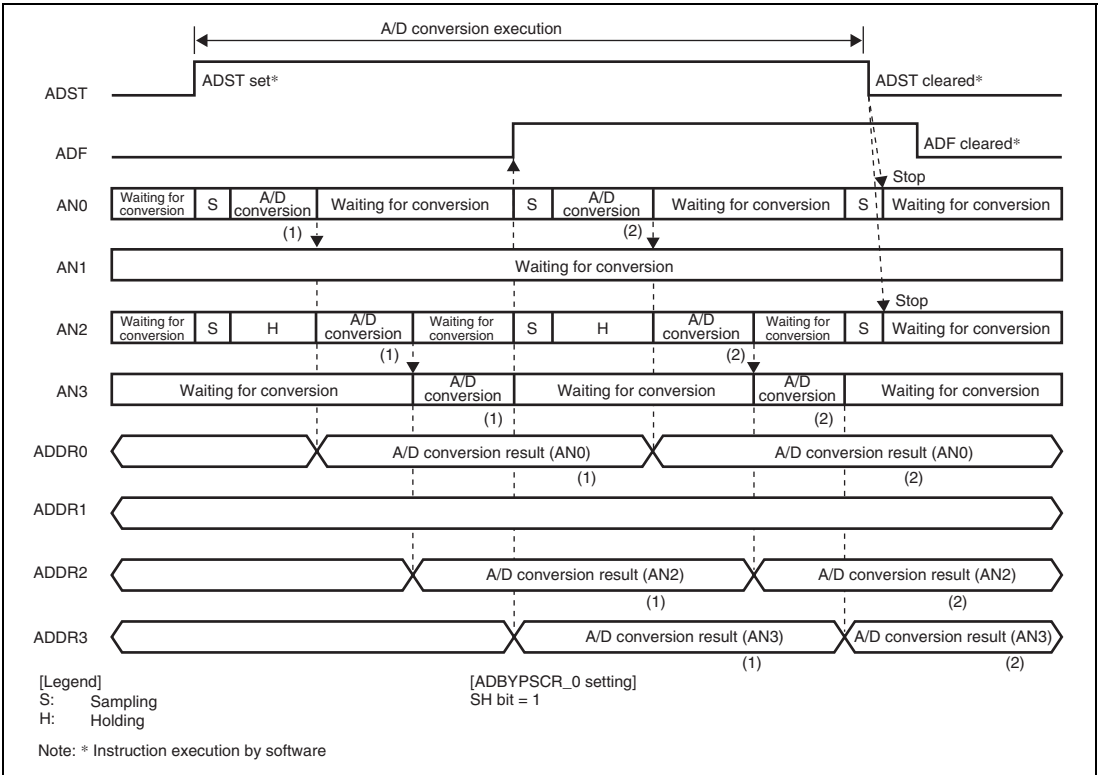 A/D conversion execution
ADST
ADST set*
ADST cleared*
ADF
ADF cleared*
Stop
AN0
Waiting for conversion
S
A/D conversion
Waiting for conversion
S
A/D conversion
Waiting for conversion
S
Waiting for conversion
(1)
(2)
AN1
Waiting for conversion
Stop
AN2
Waiting for conversion
S
H
A/D conversion
Waiting for conversion
S
H
A/D conversion
Waiting for conversion
S
Waiting for conversion
(1)
(2)
AN3
Waiting for conversion
A/D conversion
Waiting for conversion
A/D conversion
Waiting for conversion
(1)
(2)
ADDR0
A/D conversion result (AN0)
A/D conversion result (AN0)
(1)
(2)
ADDR1
ADDR2
A/D conversion result (AN2)
A/D conversion result (AN2)
(1)
(2)
ADDR3
A/D conversion result (AN3)
A/D conversion result (AN3)
(1)
(2)
[Legend]
S: Sampling
H: Holding
[ADBYPSCR_0 setting]
SH bit = 1
Note: * Instruction execution by software